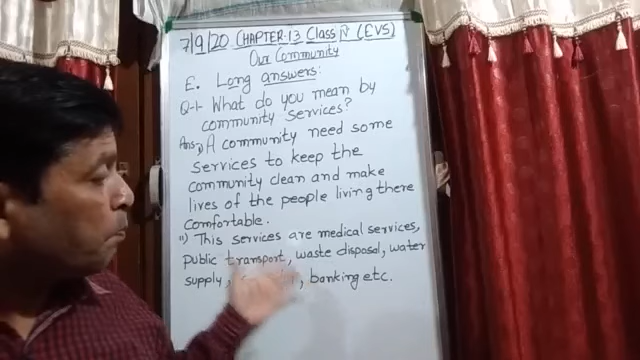 7/9/20 CHAPTER:13 Class IV (EVS)
Our Community
E. Long answers:
Q-1. What do you mean by
community services?
Ans:i) A community need some
services to keep the
community clean and make
lives of the people living there
comfortable.
ii) This services are medical services,
public transport, waste disposal, water
supply, banking etc.